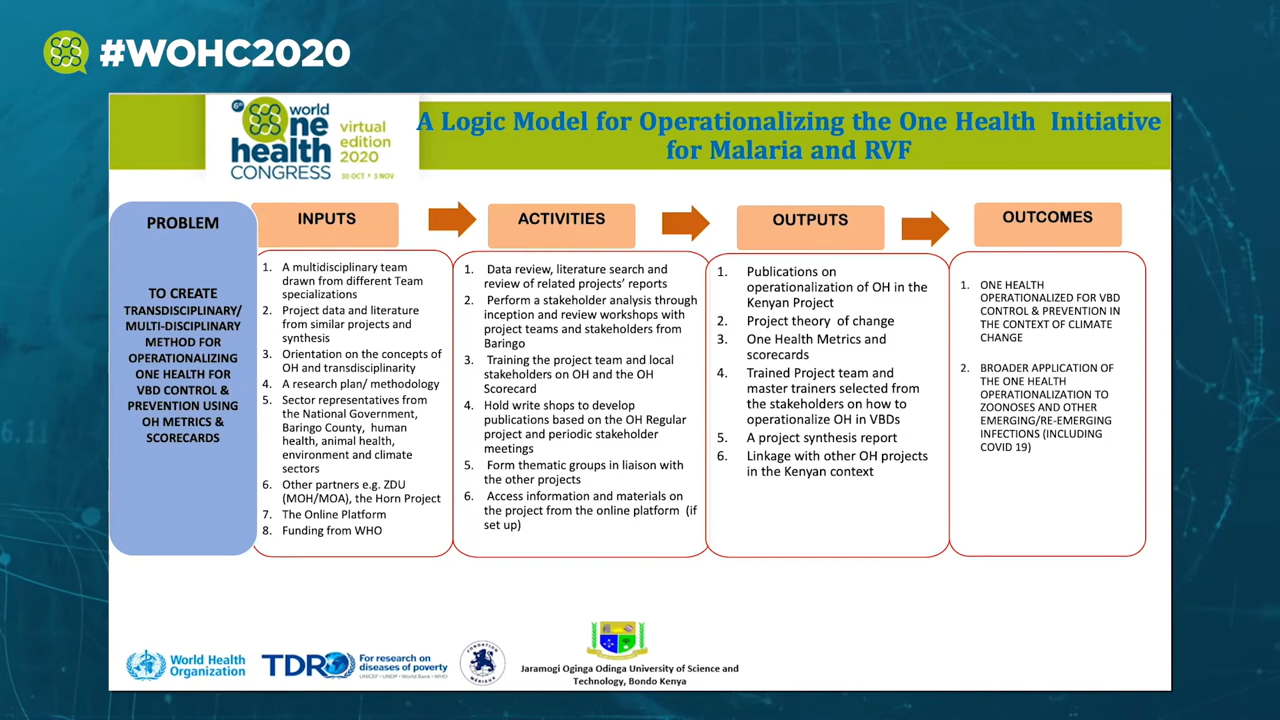 #WOHC2020
6th
world
one
health
CONGRESS
virtual
edition
2020
30 OCT • 3 NOV
A Logic Model for Operationalizing the One Health Initiative
for Malaria and RVF
PROBLEM
TO CREATE
TRANSDISCIPLINARY/
MULTI-DISCIPLINARY
METHOD FOR
OPERATIONALIZING
ONE HEALTH FOR
VBD CONTROL &
PREVENTION USING
OH METRICS &
SCORECARDS
INPUTS
1. A multidisciplinary team
drawn from different Team
specializations
2. Project data and literature
from similar projects and
synthesis
3. Orientation on the concepts of
OH and transdisciplinarity
4. A research plan/ methodology
5. Sector representatives from
the National Government,
Baringo County, human
health, animal health,
environment and climate
sectors
6. Other partners e.g. ZDU
(MOH/MOA), the Horn Project
7. The Online Platform
8. Funding from WHO
ACTIVITIES
1. Data review, literature search and
review of related projects' reports
2. Perform a stakeholder analysis through
inception and review workshops with
project teams and stakeholders from
Baringo
3. Training the project team and local
stakeholders on OH and the OH
Scorecard
4. Hold write shops to develop
publications based on the OH Regular
project and periodic stakeholder
meetings
5. Form thematic groups in liaison with
the other projects
6. Access information and materials on
the project from the online platform (if
set up)
OUTPUTS
1. Publications on
operationalization of OH in the
Kenyan Project
2. Project theory of change
3. One Health Metrics and
scorecards
4. Trained Project team and
master trainers selected from
the stakeholders on how to
operationalize OH in VBDs
5. A project synthesis report
6. Linkage with other OH projects
in the Kenyan context
OUTCOMES
1. ONE HEALTH
OPERATIONALIZED FOR VBD
CONTROL & PREVENTION IN
THE CONTEXT OF CLIMATE
CHANGE
2. BROADER APPLICATION OF
THE ONE HEALTH
OPERATIONALIZATION TO
ZOONOSES AND OTHER
EMERGING/RE-EMERGING
INFECTIONS (INCLUDING
COVID 19)
World Health
Organization
TDR
For research on
diseases of poverty
UNICEF • UNDP • World Bank • WHO
FONDATION
MÉRIEUX
Jaramogi Oginga Odinga University of Science and
Technology, Bondo Kenya